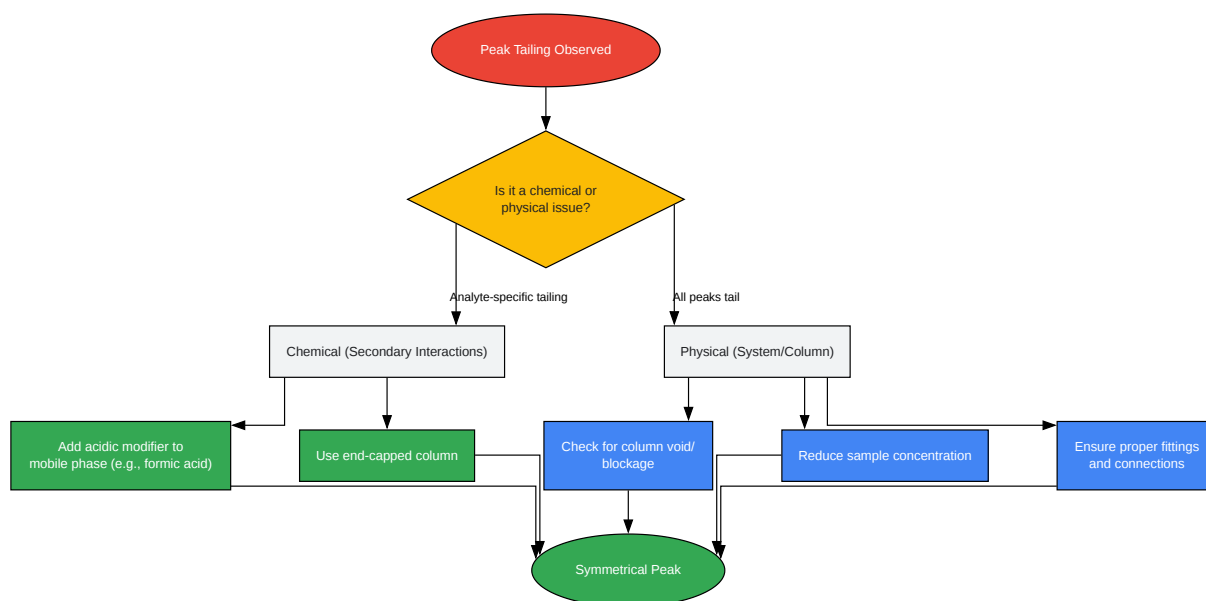 Peak Tailing Observed
Is it a chemical or
physical issue?
Analyte-specific tailing
All peaks tail
Chemical (Secondary Interactions)
Physical (System/Column)
Add acidic modifier to
mobile phase (e.g., formic acid)
Use end-capped column
Check for column void/
blockage
Reduce sample concentration
Ensure proper fittings
and connections
Symmetrical Peak